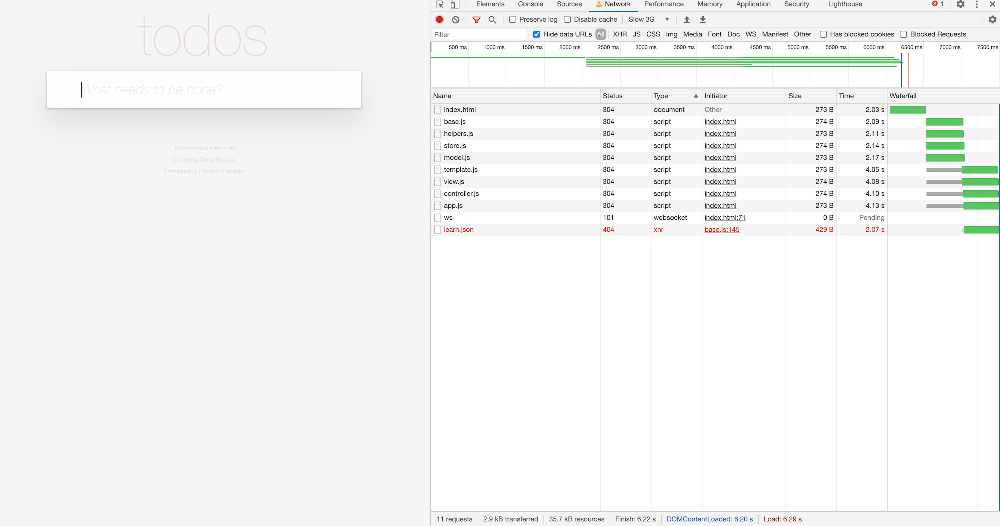 todos
What needs to be done?
Double-click to edit a todo
Created by Oscar Godson
Refactored by Christoph Burgmer
Elements Console Sources Network Performance Memory Application Security Lighthouse 1
Preserve log Disable cache Slow 3G
Filter Hide data URLs All XHR JS CSS Img Media Font Doc WS Manifest Other Has blocked cookies Blocked Requests
500 ms 1000 ms 1500 ms 2000 ms 2500 ms 3000 ms 3500 ms 4000 ms 4500 ms 5000 ms 5500 ms 6000 ms 6500 ms 7000 ms 7500 ms
Name Status Type Initiator Size Time Waterfall
index.html 304 document Other 273 B 2.03 s
base.js 304 script index.html 274 B 2.09 s
helpers.js 304 script index.html 273 B 2.11 s
store.js 304 script index.html 274 B 2.14 s
model.js 304 script index.html 273 B 2.17 s
template.js 304 script index.html 273 B 4.05 s
view.js 304 script index.html 274 B 4.08 s
controller.js 304 script index.html 274 B 4.10 s
app.js 304 script index.html 273 B 4.13 s
ws 101 websocket index.html:71 0 B Pending
learn.json 404 xhr base.js:145 429 B 2.07 s
11 requests 2.9 kB transferred 35.7 kB resources Finish: 6.22 s DOMContentLoaded: 6.20 s Load: 6.29 s